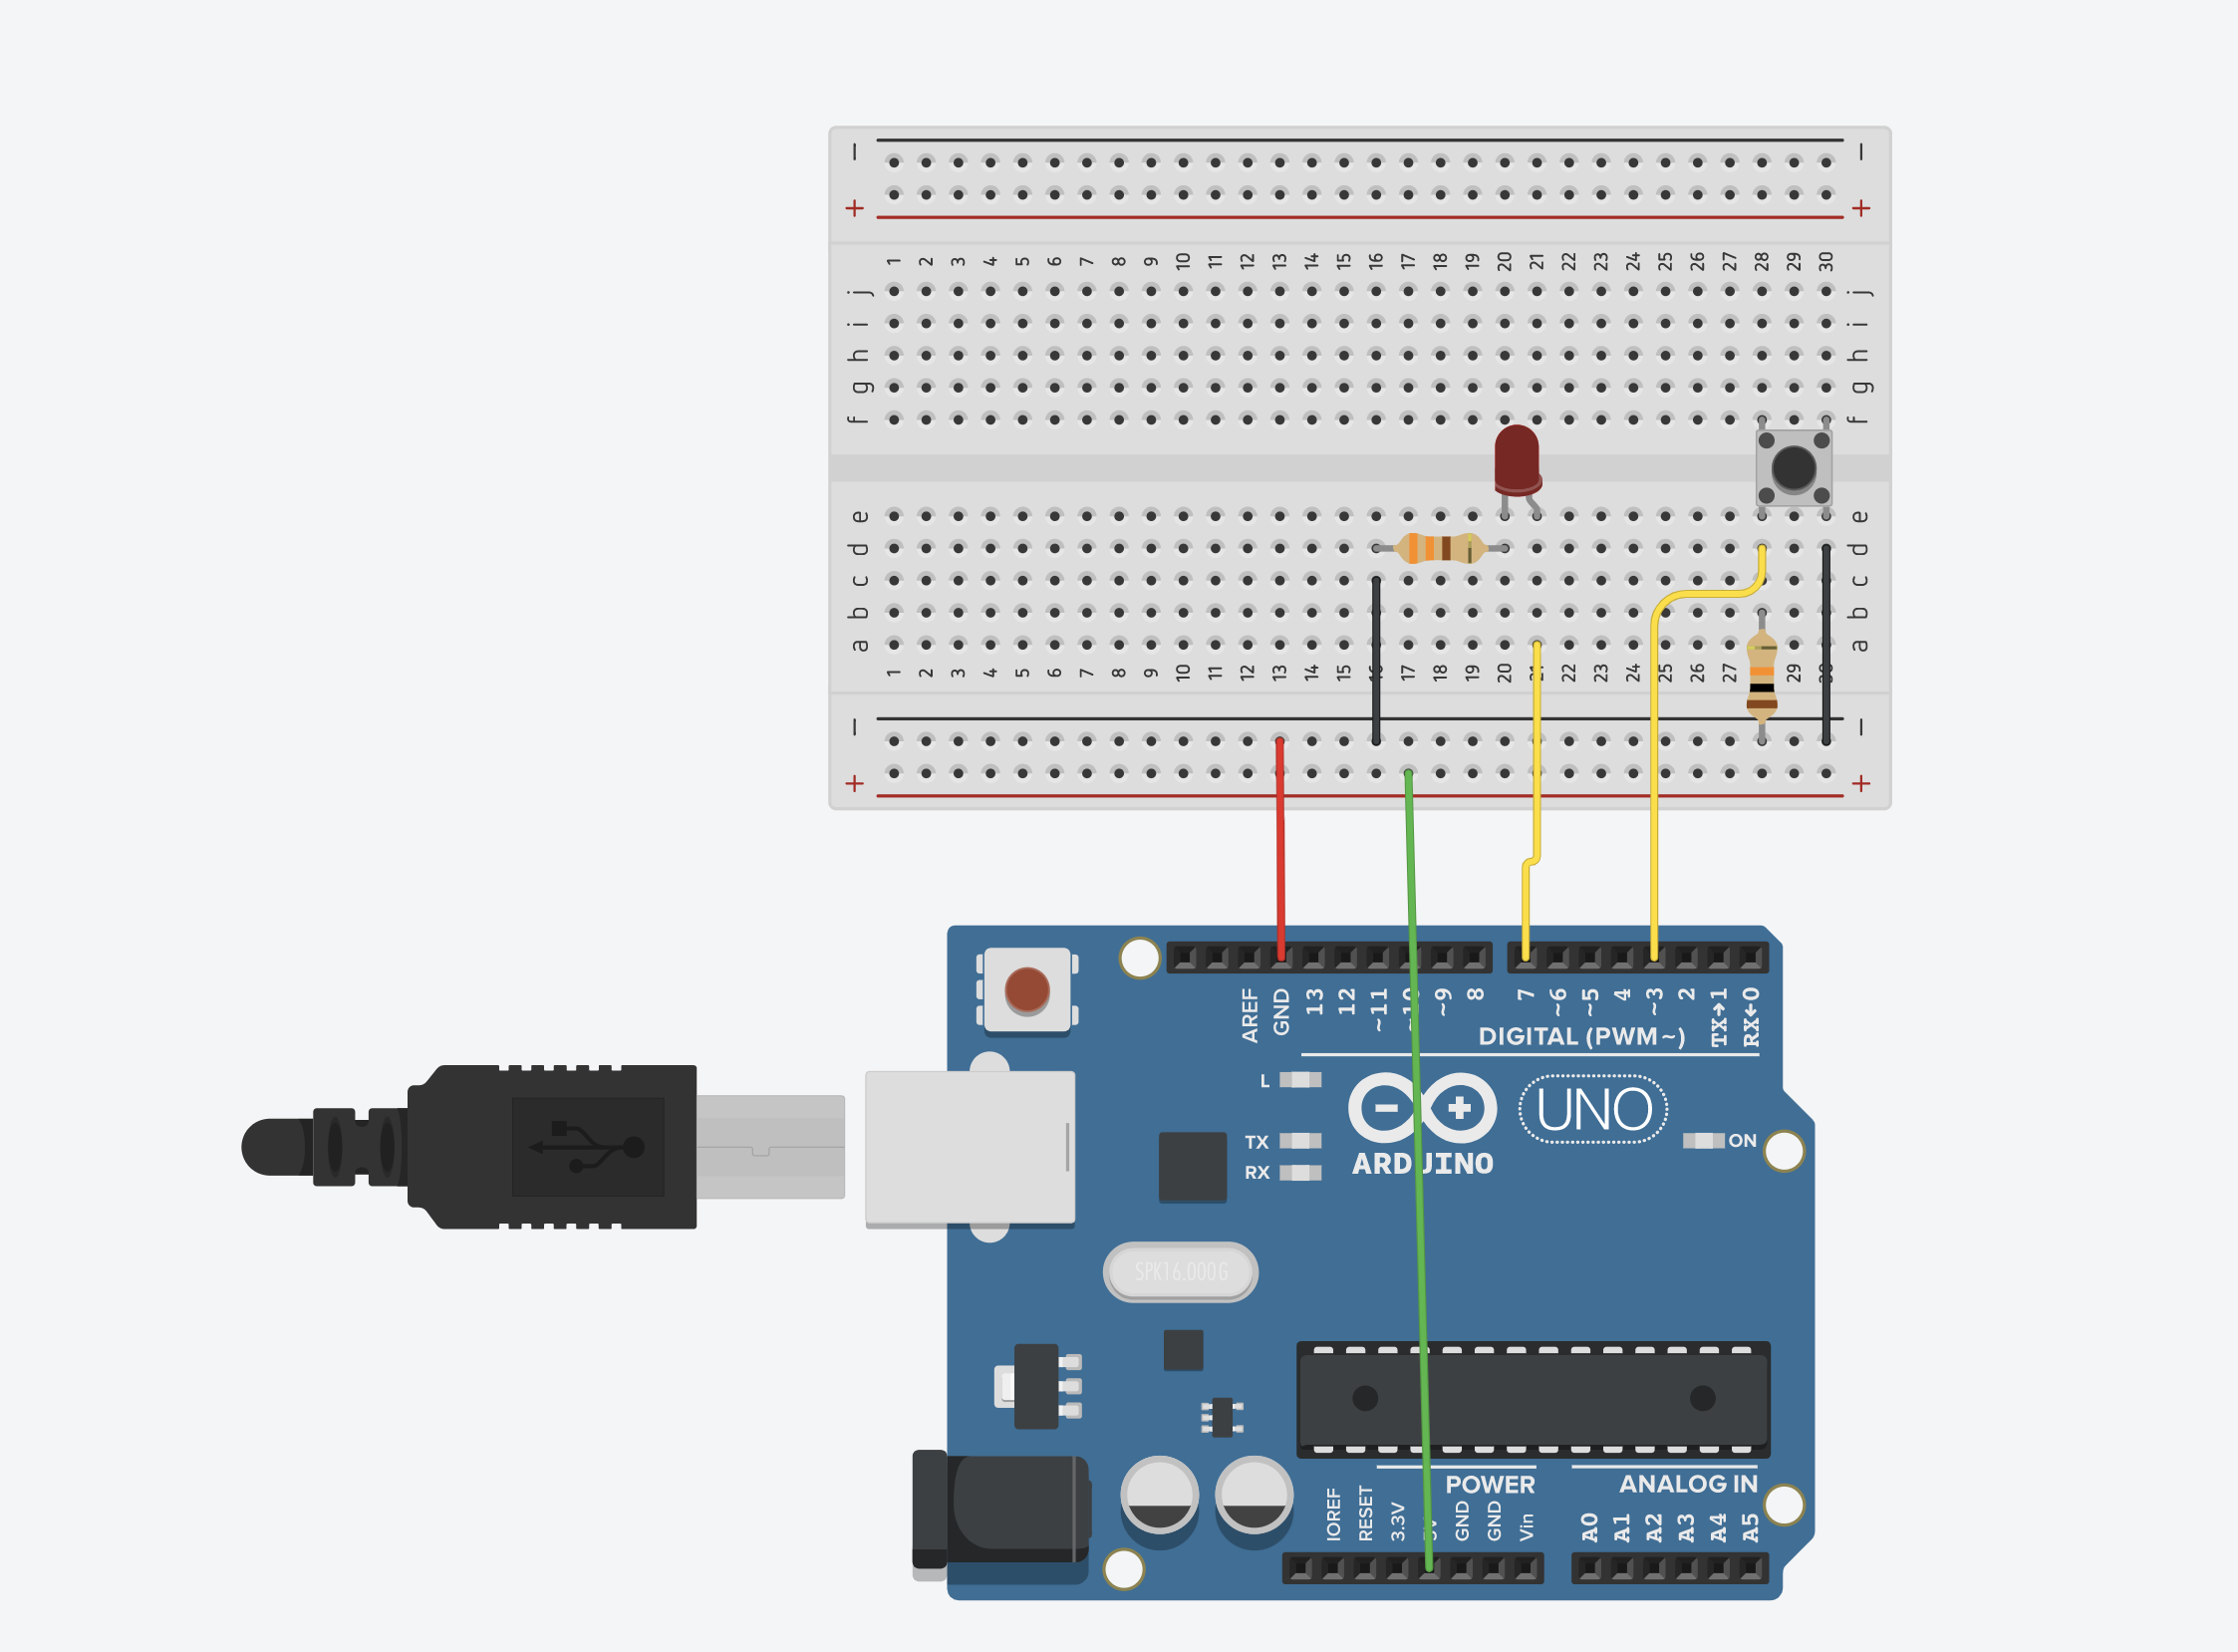 − −
+ +
1 2 3 4 5 6 7 8 9 10 11 12 13 14 15 16 17 18 19 20 21 22 23 24 25 26 27 28 29 30
j j
i i
h h
g g
f f
e e
d d
c c
b b
a a
1 2 3 4 5 6 7 8 9 10 11 12 13 14 15 16 17 18 19 20 21 22 23 24 25 26 27 29 30
− −
+ +
AREF GND 13 12 ~11 ~10 ~9 8 7 ~6 ~5 4 ~3 2 TX→1 RX←0
DIGITAL (PWM~)
L
UNO
TX
ON
ARDUINO
RX
SPK16.000G
POWER ANALOG IN
IOREF RESET 3.3V 5V GND GND Vin A0 A1 A2 A3 A4 A5